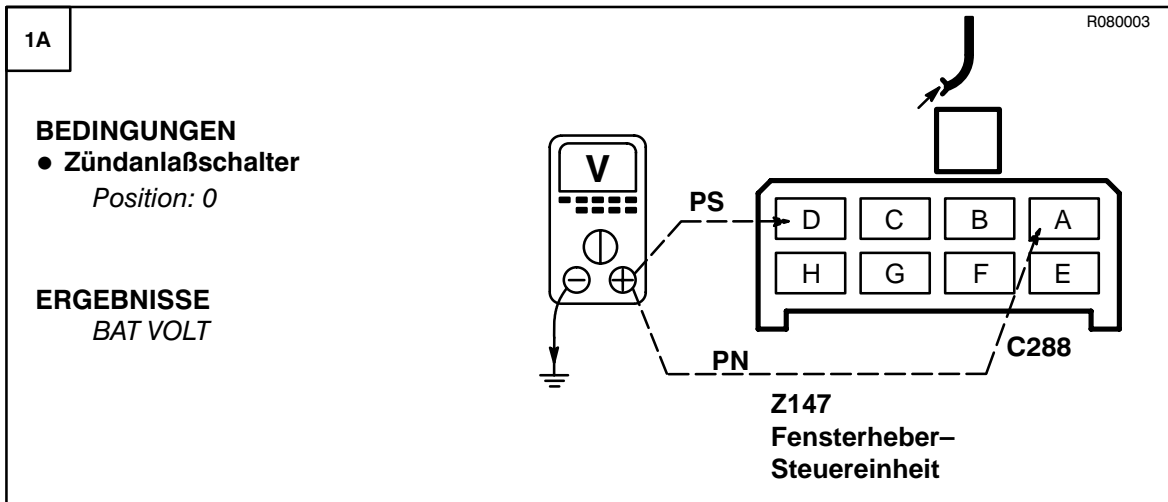 1A
R080003
BEDINGUNGEN
● Zündanlaßschalter
Position: 0
ERGEBNISSE
BAT VOLT
V
PS
D C B A
H G F E
PN
C288
Z147
Fensterheber–
Steuereinheit